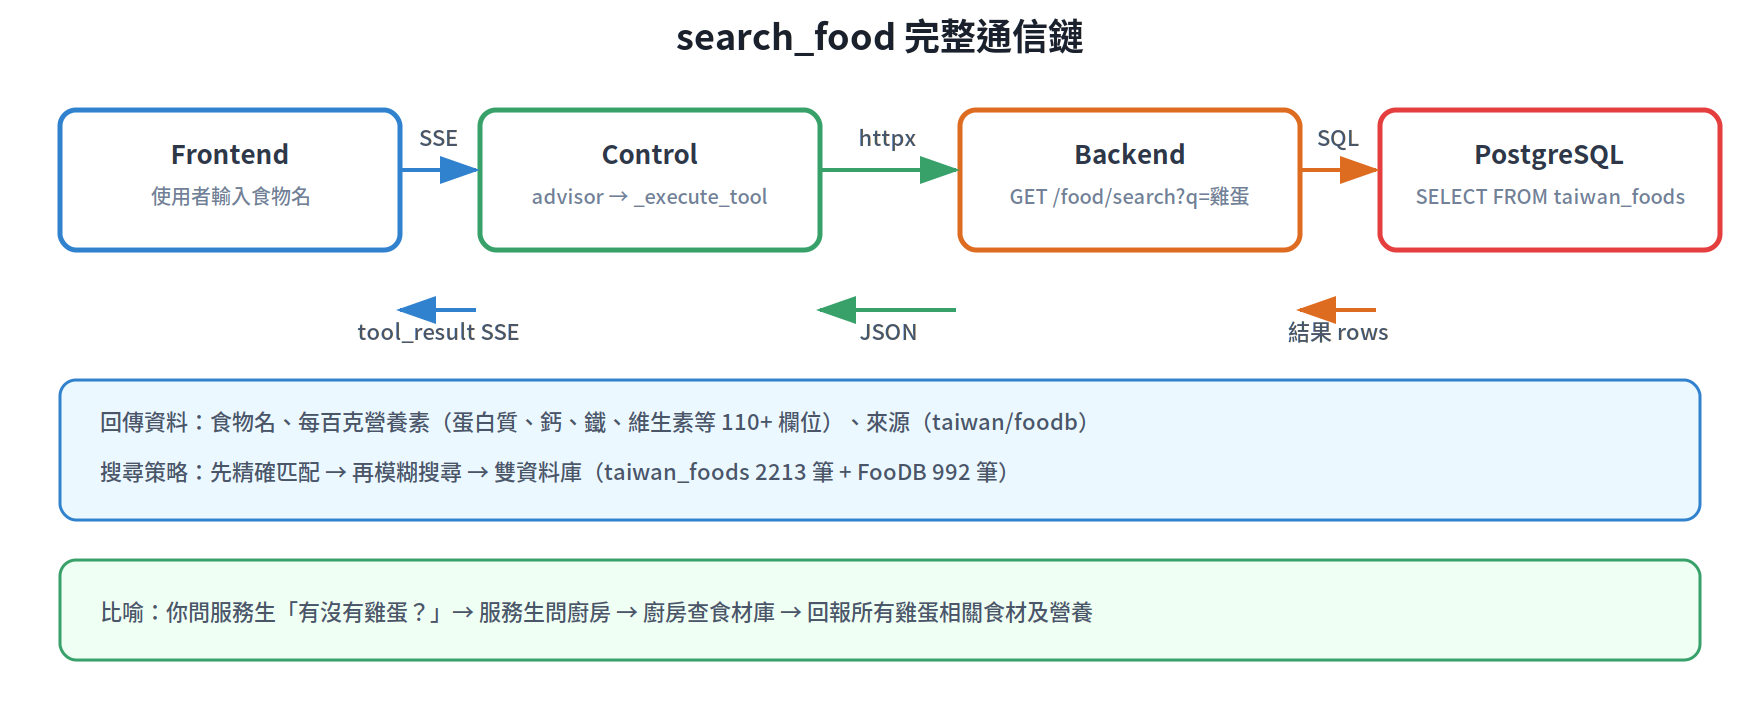 search_food 完整通信鏈
Frontend
使用者輸入食物名
SSE
Control
advisor → _execute_tool
httpx
Backend
GET /food/search?q=雞蛋
SQL
PostgreSQL
SELECT FROM taiwan_foods
tool_result SSE
JSON
結果 rows
回傳資料：食物名、每百克營養素（蛋白質、鈣、鐵、維生素等 110+ 欄位）、來源（taiwan/foodb）
搜尋策略：先精確匹配 → 再模糊搜尋 → 雙資料庫（taiwan_foods 2213 筆 + FooDB 992 筆）
比喻：你問服務生「有沒有雞蛋？」→ 服務生問廚房 → 廚房查食材庫 → 回報所有雞蛋相關食材及營養